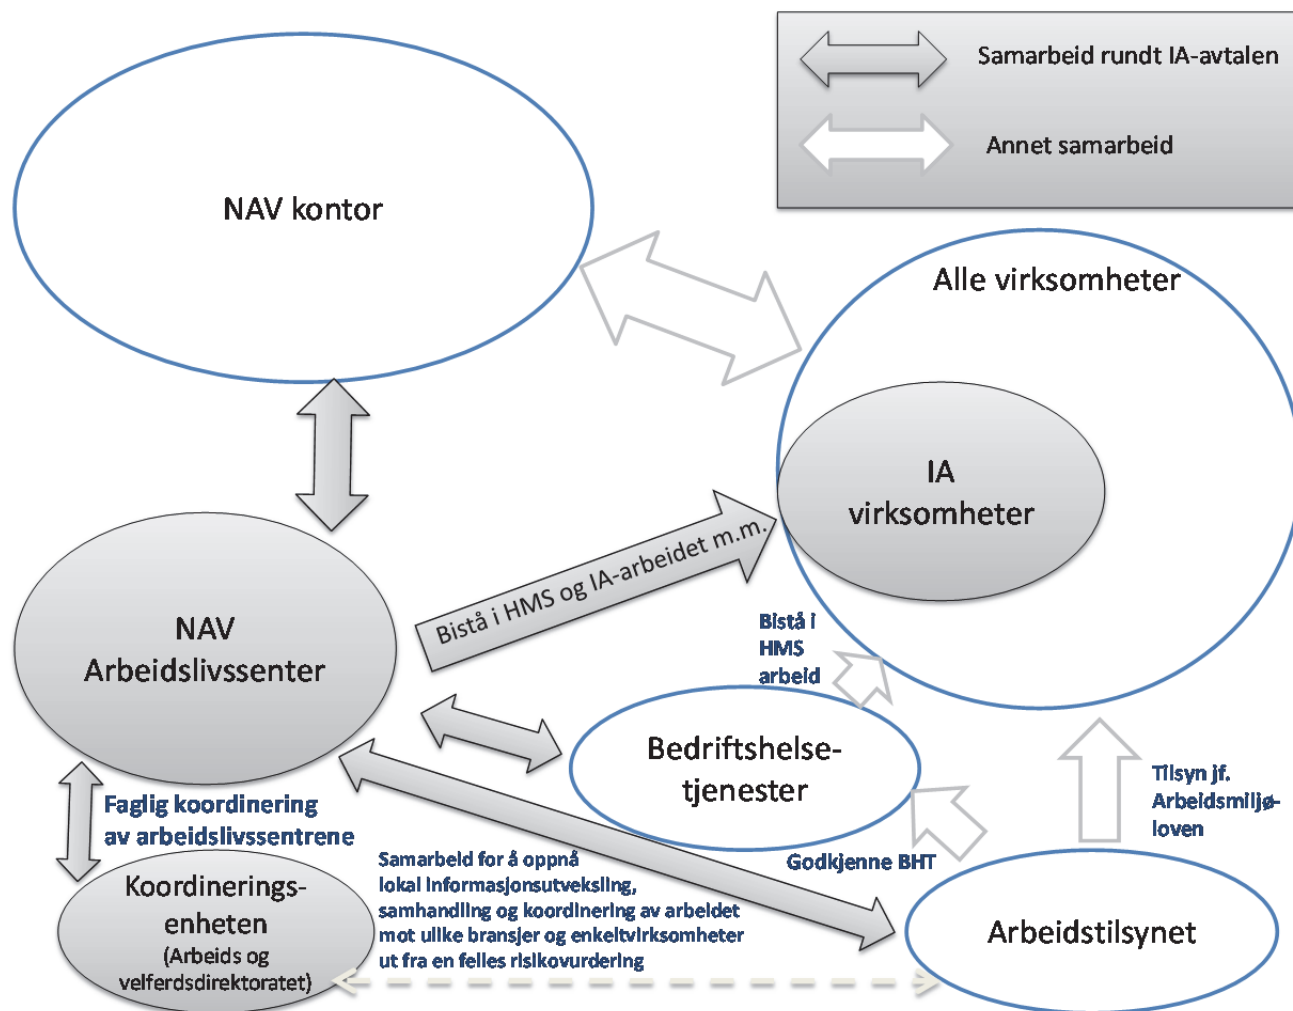 Samarbeid rundt IA-avtalen
Annet samarbeid
NAV kontor
Alle virksomheter
IA
virksomheter
Bistå i HMS og IA-arbeidet m.m.
NAV
Arbeidslivssenter
Bistå i
HMS
arbeid
Bedriftshelse-
tjenester
Tilsyn jf.
Arbeidsmiljø-
loven
Faglig koordinering
av arbeidslivssentrene
Godkjenne BHT
Samarbeid for å oppnå
lokal informasjonsutveksling,
samhandling og koordinering av arbeidet
mot ulike bransjer og enkeltvirksomheter
ut fra en felles risikovurdering
Koordinerings-
enheten
(Arbeids og
velferdsdirektoratet)
Arbeidstilsynet